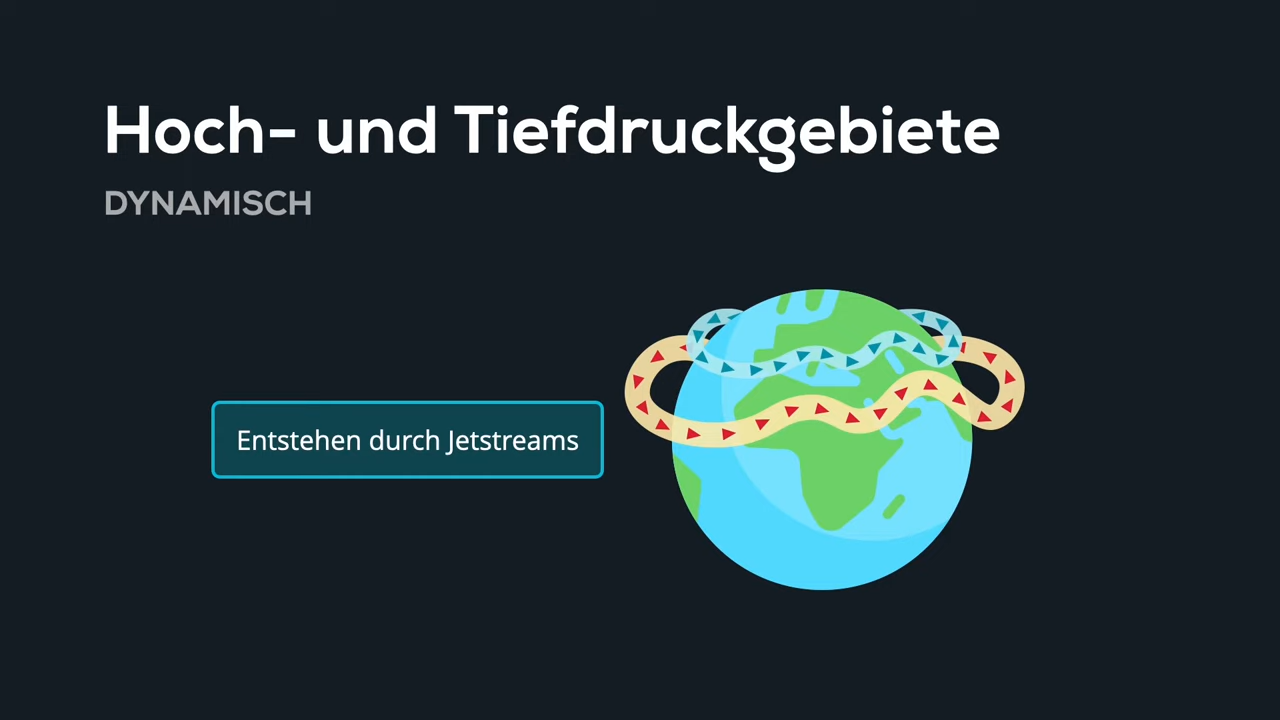 Hoch- und Tiefdruckgebiete
DYNAMISCH
Entstehen durch Jetstreams